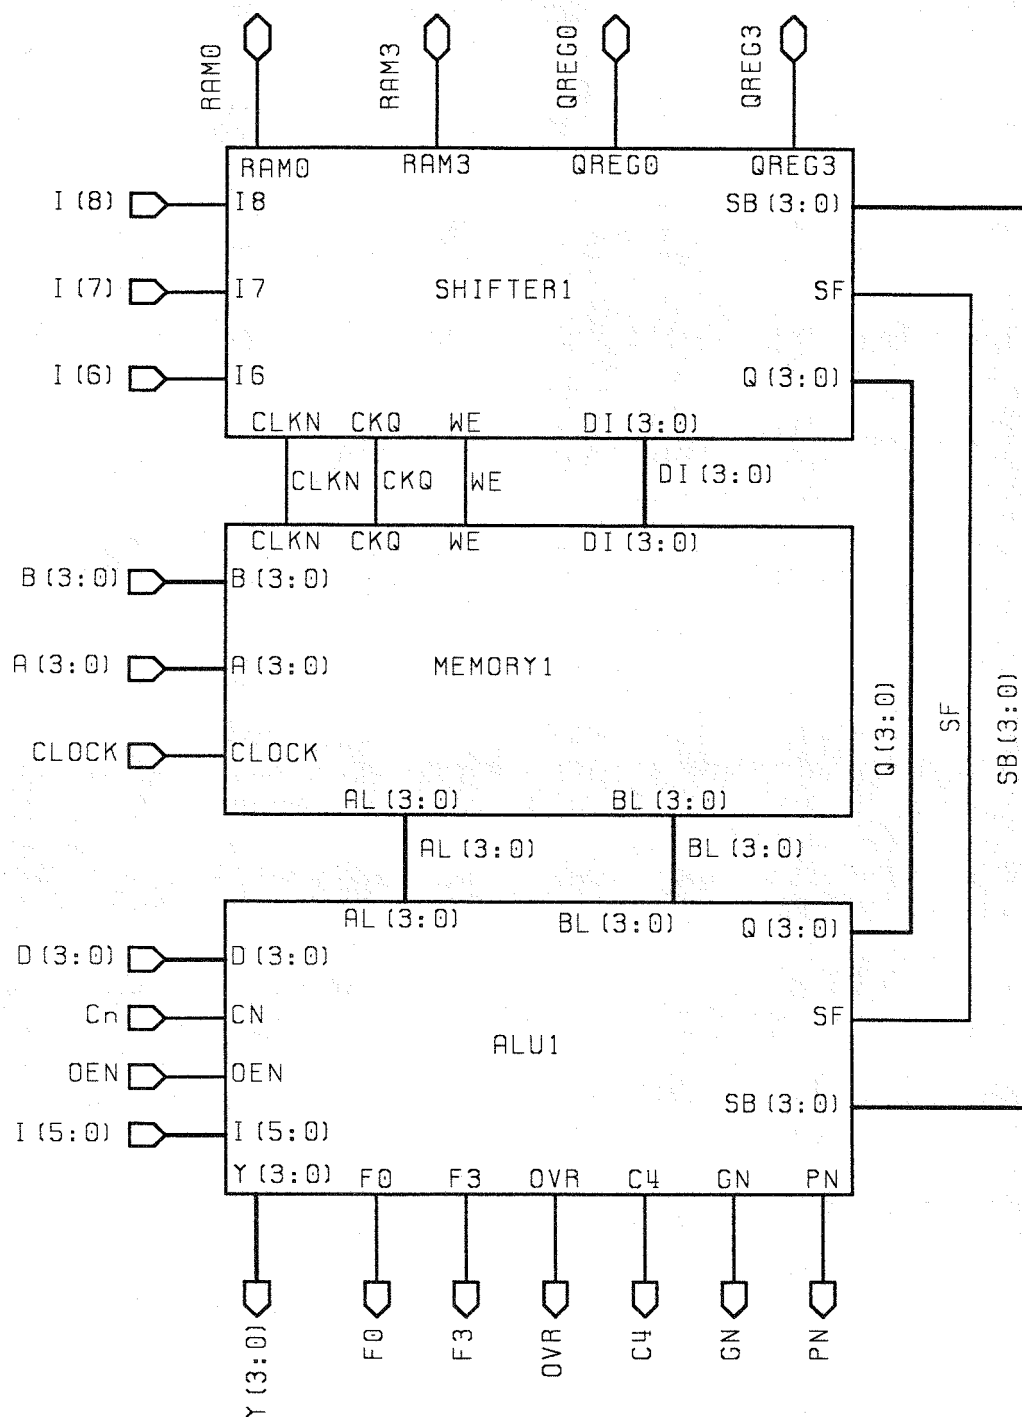 RAM0 RAM3 QREG0 QREG3
RAM0 RAM3 QREG0 QREG3
I(8) I8 SB(3:0)
I(7) I7 SHIFTER1 SF
I(6) I6 Q(3:0)
CLKN CKQ WE DI(3:0)
CLKN CKQ WE DI(3:0)
CLKN CKQ WE DI(3:0)
B(3:0) B(3:0)
A(3:0) A(3:0) MEMORY1
Q(3:0) SF SB(3:0)
CLOCK CLOCK
AL(3:0) BL(3:0)
AL(3:0) BL(3:0)
AL(3:0) BL(3:0) Q(3:0)
D(3:0) D(3:0)
Cn CN SF
ALU1
OEN OEN
SB(3:0)
I(5:0) I(5:0)
Y(3:0) F0 F3 OVR C4 GN PN
Y(3:0) F0 F3 OVR C4 GN PN